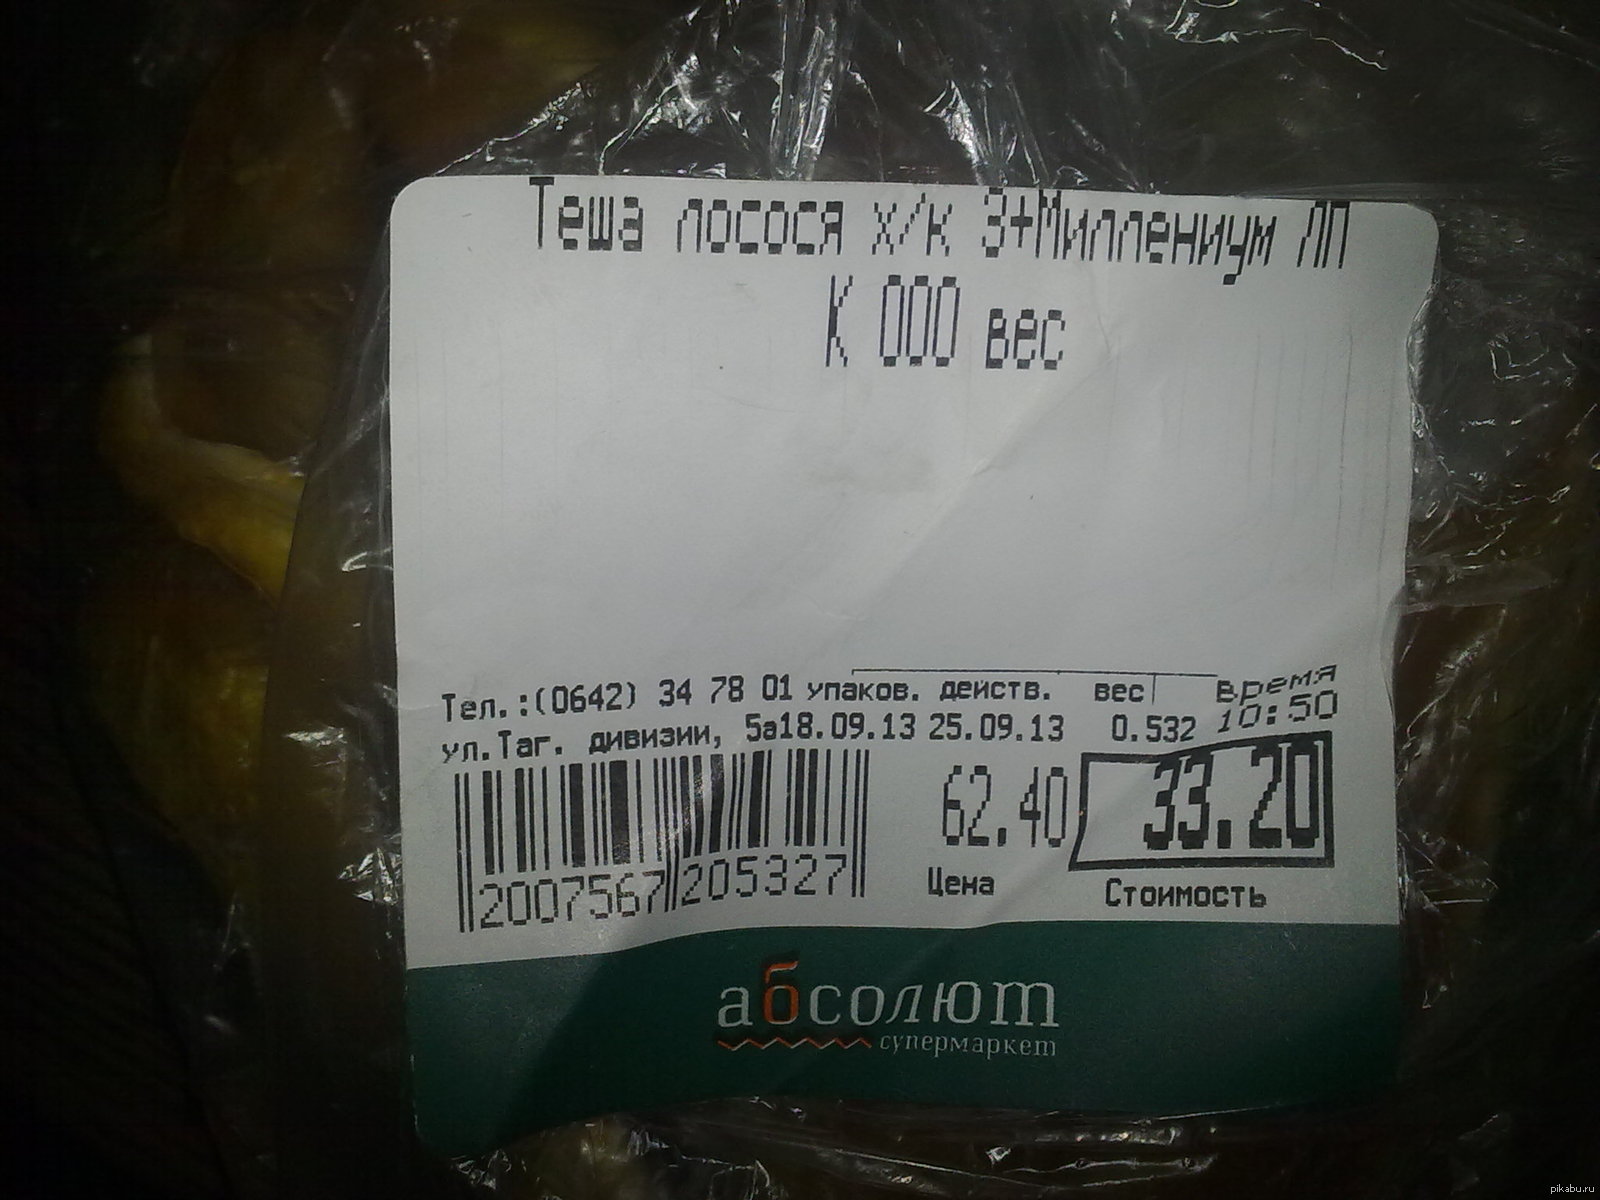 Теша лосося х/к З+Миллениум ЛП
К ООО вес
Тел.:(0642) 34 78 01 упаков. действ. вес время
ул.Таг. дивизии, 5а18.09.13 25.09.13 0.532 10:50
62.40 33.20
2007567 205327 Цена Стоимость
абсолют
супермаркет
pikabu.ru